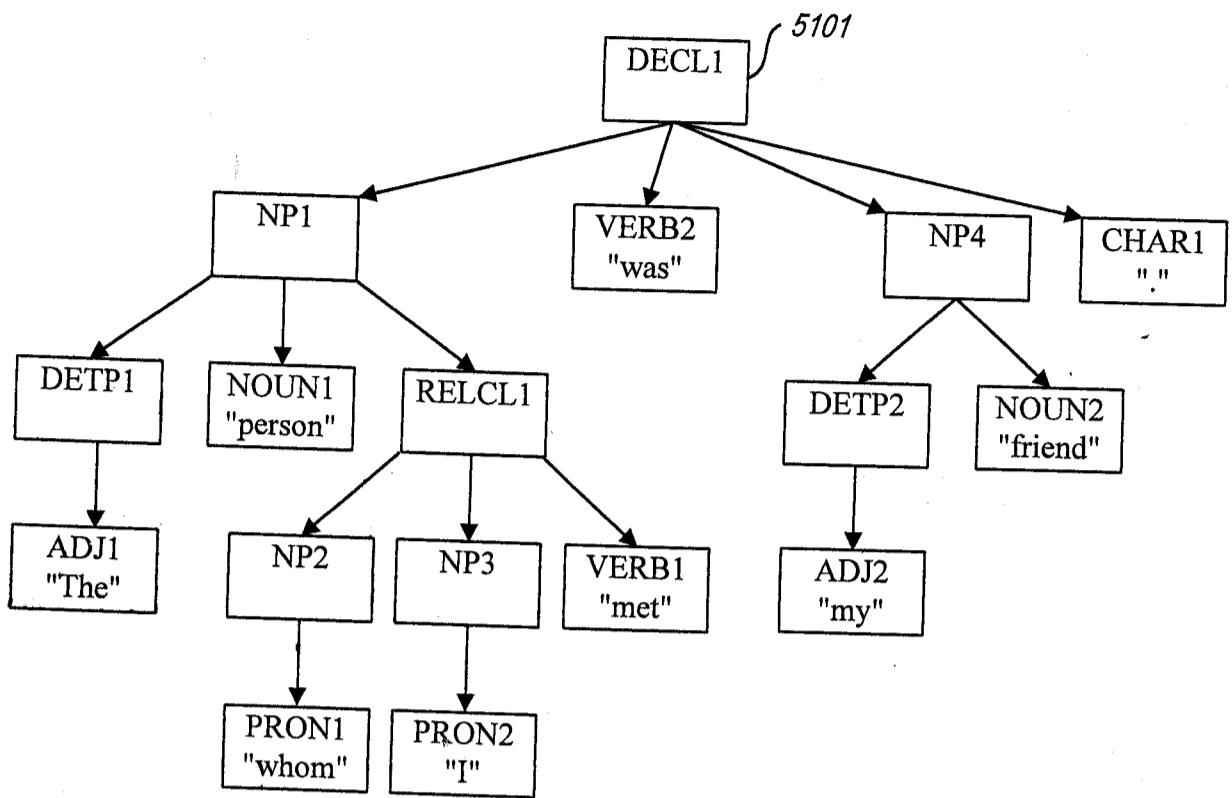 5101
DECL1
NP1
VERB2
"was"
NP4
CHAR1
"."
DETP1
NOUN1
"person"
RELCL1
DETP2
NOUN2
"friend"
ADJ1
"The"
NP2
NP3
VERB1
"met"
ADJ2
"my"
PRON1
"whom"
PRON2
"I"